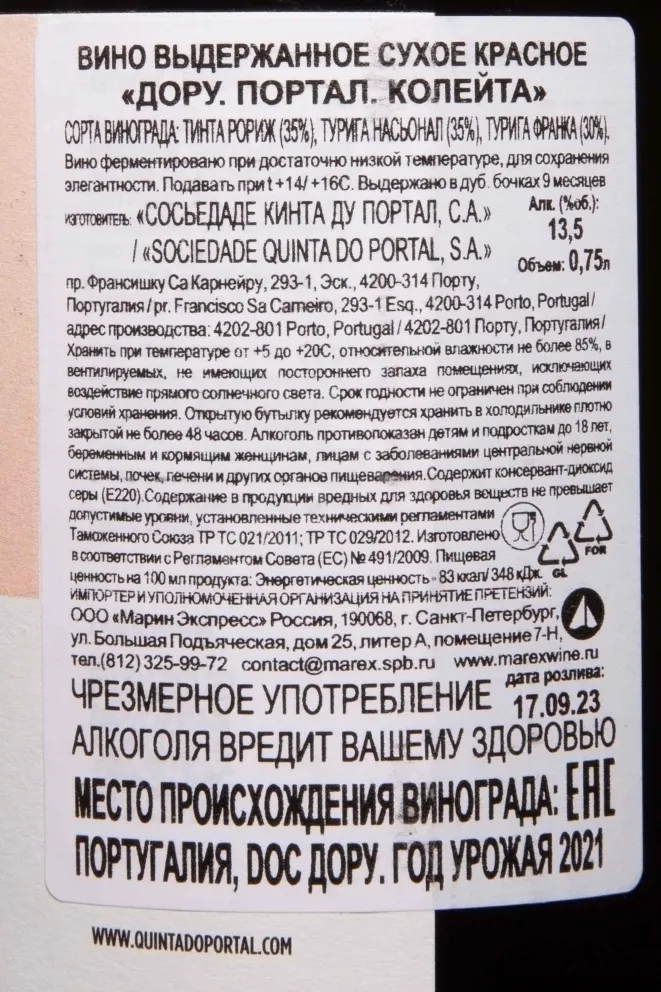 ВИНО ВЫДЕРЖАННОЕ СУХОЕ КРАСНОЕ
«ДОРУ. ПОРТАЛ. КОЛЕЙТА»
СОРТА ВИНОГРАДА: ТИНТА РОРИЖ (35%), ТУРИГА НАСЬОНАЛ (35%), ТУРИГА ФРАНКА (30%).
Вино ферментировано при достаточно низкой температуре, для сохранения
элегантности. Подавать при t +14/ +16C. Выдержано в дуб. бочках 9 месяцев
ИЗГОТОВИТЕЛЬ: «СОСЬЕДАДЕ КИНТА ДУ ПОРТАЛ, С.А.»
/ «SOCIEDADE QUINTA DO PORTAL, S.A.»
Алк. (%об.):
13,5
Объем: 0,75л
пр. Франсишку Са Карнейру, 293-1, Эск., 4200-314 Порту,
Португалия / pr. Francisco Sa Carneiro, 293-1 Esq., 4200-314 Porto, Portugal /
адрес производства: 4202-801 Porto, Portugal / 4202-801 Порту, Португалия /
Хранить при температуре от +5 до +20С, относительной влажности не более 85%, в
вентилируемых, не имеющих постороннего запаха помещениях, исключающих
воздействие прямого солнечного света. Срок годности не ограничен при соблюдении
условий хранения. Открытую бутылку рекомендуется хранить в холодильнике плотно
закрытой не более 48 часов. Алкоголь противопоказан детям и подросткам до 18 лет,
беременным и кормящим женщинам, лицам с заболеваниями центральной нервной
системы, почек, печени и других органов пищеварения. Содержит консервант-диоксид
серы (Е220). Содержание в продукции вредных для здоровья веществ не превышает
допустимые уровни, установленные техническими регламентами
Таможенного Союза ТР ТС 021/2011; ТР ТС 029/2012. Изготовлено
в соответствии с Регламентом Совета (ЕС) № 491/2009. Пищевая
ценность на 100 мл продукта: Энергетическая ценность - 83 ккал/ 348 кДж.
GL
FOR
ИМПОРТЕР И УПОЛНОМОЧЕННАЯ ОРГАНИЗАЦИЯ НА ПРИНЯТИЕ ПРЕТЕНЗИЙ:
ООО «Марин Экспресс» Россия, 190068, г. Санкт-Петербург,
ул. Большая Подъяческая, дом 25, литер А, помещение 7-Н,
тел.(812) 325-99-72 contact@marex.spb.ru www.marexwine.ru
дата розлива:
17.09.23
ЧРЕЗМЕРНОЕ УПОТРЕБЛЕНИЕ
АЛКОГОЛЯ ВРЕДИТ ВАШЕМУ ЗДОРОВЬЮ
МЕСТО ПРОИСХОЖДЕНИЯ ВИНОГРАДА: EAC
ПОРТУГАЛИЯ, DOC ДОРУ. ГОД УРОЖАЯ 2021
WWW.QUINTADOPORTAL.COM